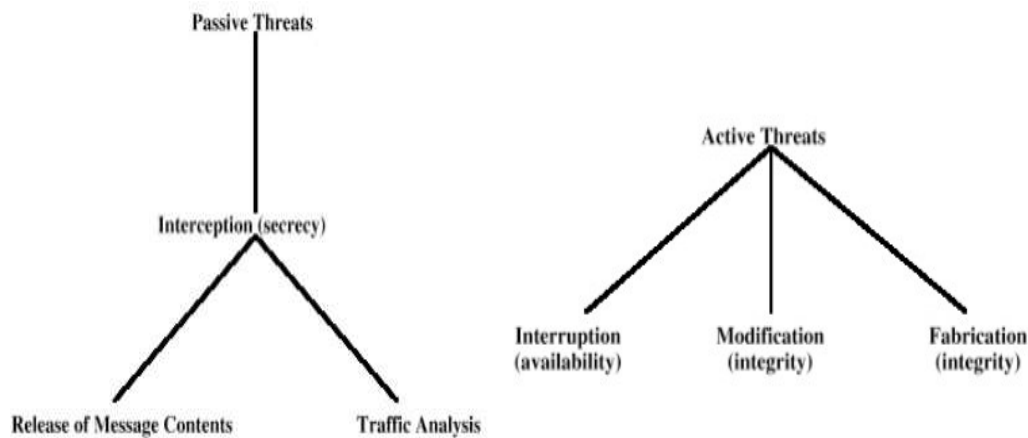 Passive Threats
Interception (secrecy)
Release of Message Contents
Traffic Analysis
Active Threats
Interruption
(availability)
Modification
(integrity)
Fabrication
(integrity)